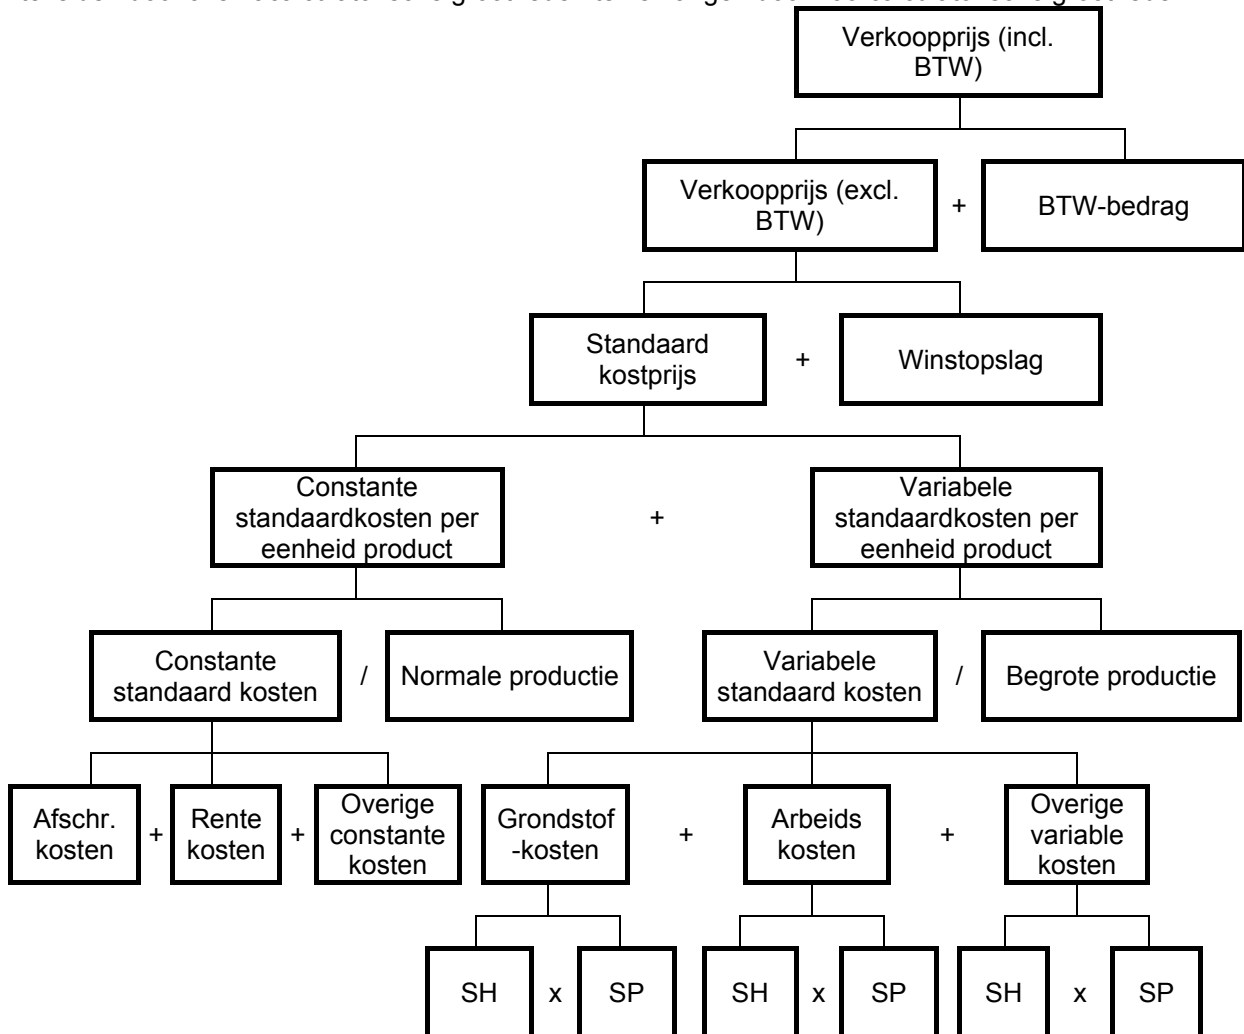 Verkoopprijs (incl.
BTW)
Verkoopprijs (excl.
BTW)
+
BTW-bedrag
Standaard
kostprijs
+
Winstopslag
Constante
standaardkosten per
eenheid product
+
Variabele
standaardkosten per
eenheid product
Constante
standaard kosten
/
Normale productie
Variabele
standaard kosten
/
Begrote productie
Afschr.
kosten
+
Rente
kosten
+
Overige
constante
kosten
Grondstof
-kosten
+
Arbeids
kosten
+
Overige
variable
kosten
SH
x
SP
SH
x
SP
SH
x
SP